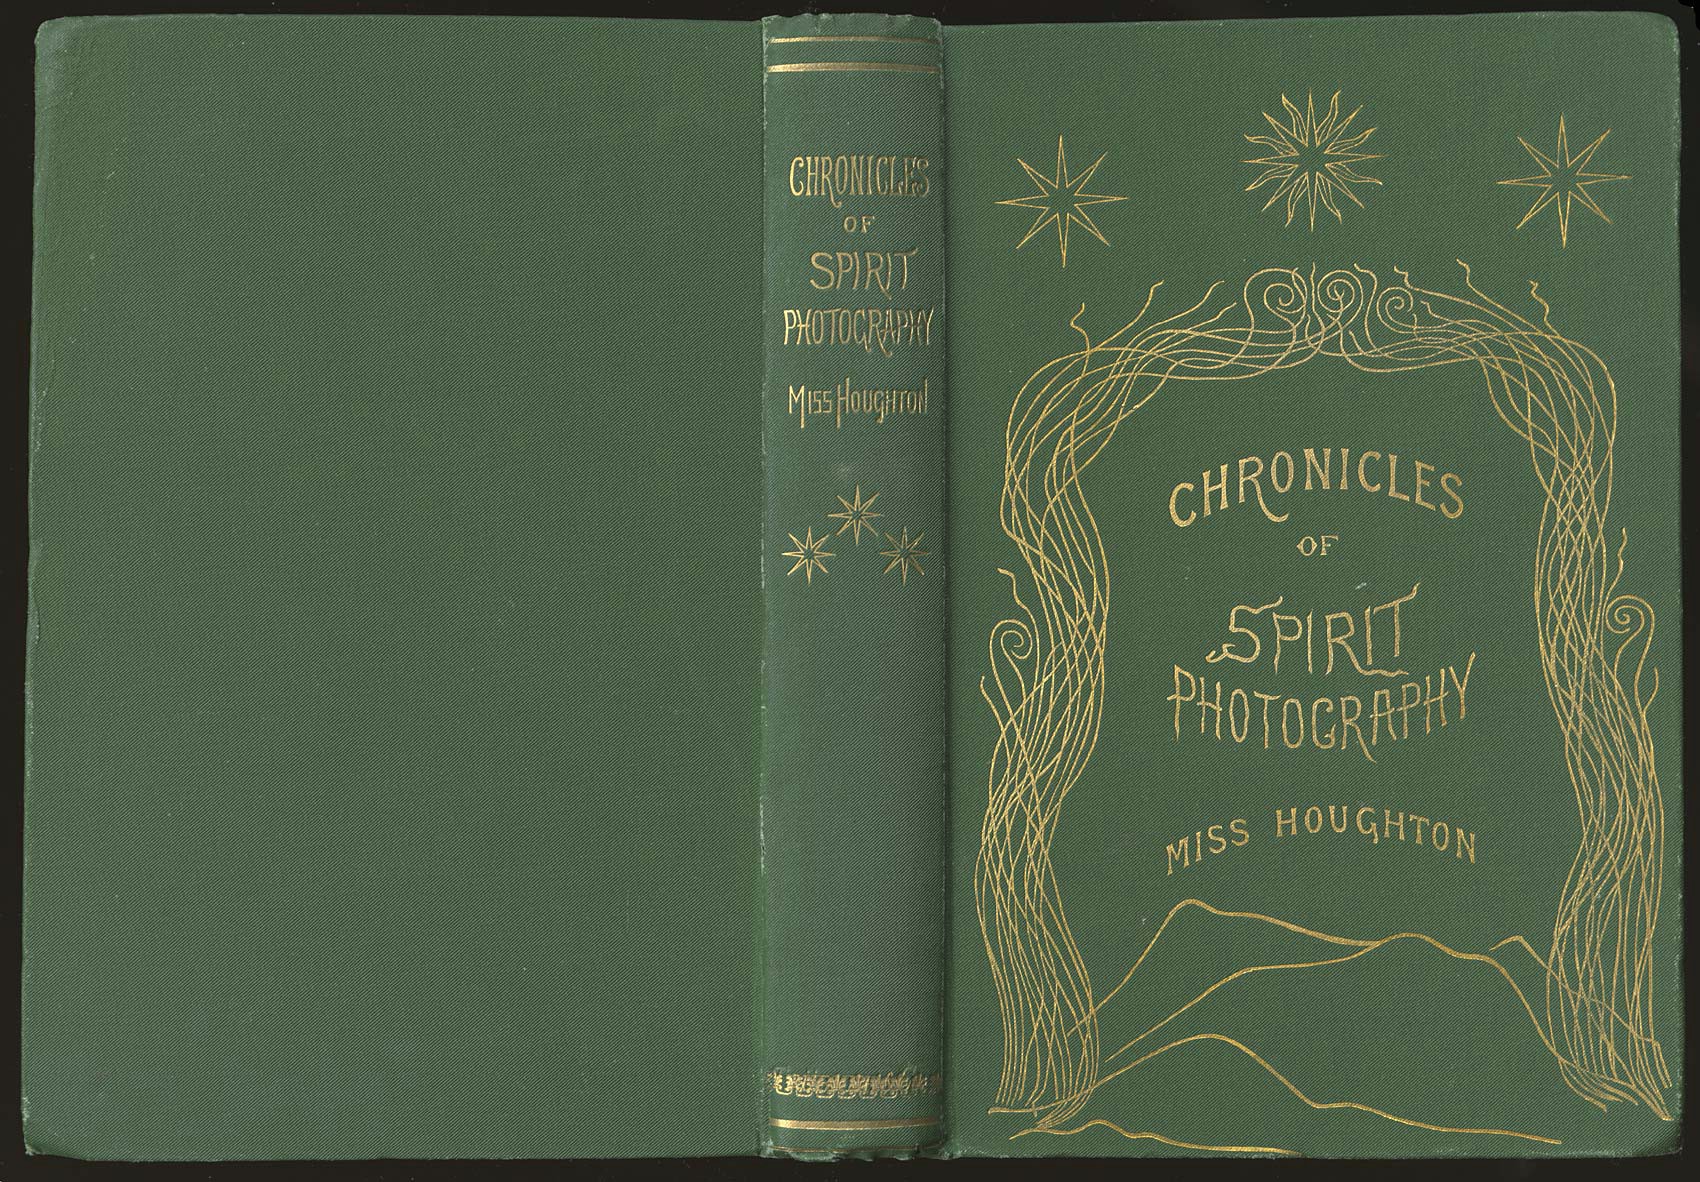 CHRONICLES
OF
SPIRIT
PHOTOGRAPHY
MISS HOUGHTON
CHRONICLES
OF
SPIRIT
PHOTOGRAPHY
MISS HOUGHTON